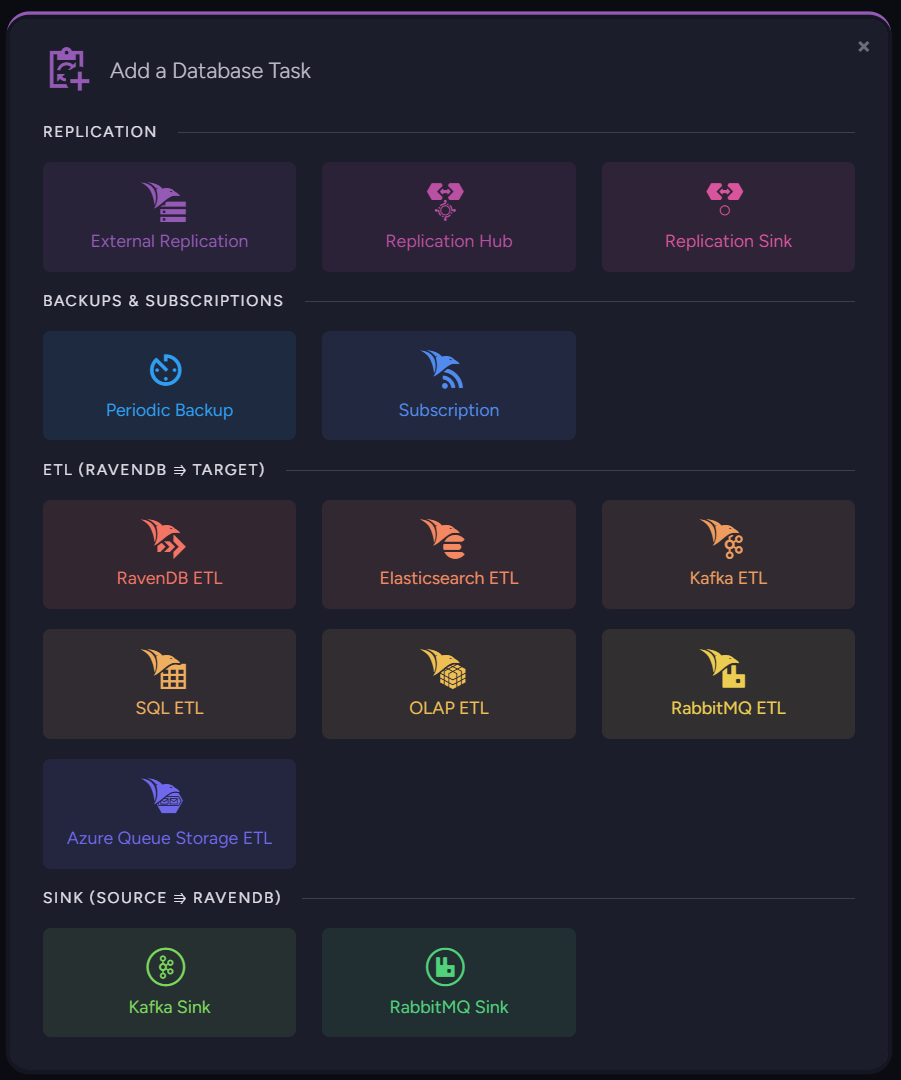 Add a Database Task
×
REPLICATION
External Replication
Replication Hub
Replication Sink
BACKUPS & SUBSCRIPTIONS
Periodic Backup
Subscription
ETL (RAVENDB ⇛ TARGET)
RavenDB ETL
Elasticsearch ETL
Kafka ETL
SQL ETL
OLAP ETL
RabbitMQ ETL
Azure Queue Storage ETL
SINK (SOURCE ⇛ RAVENDB)
Kafka Sink
RabbitMQ Sink